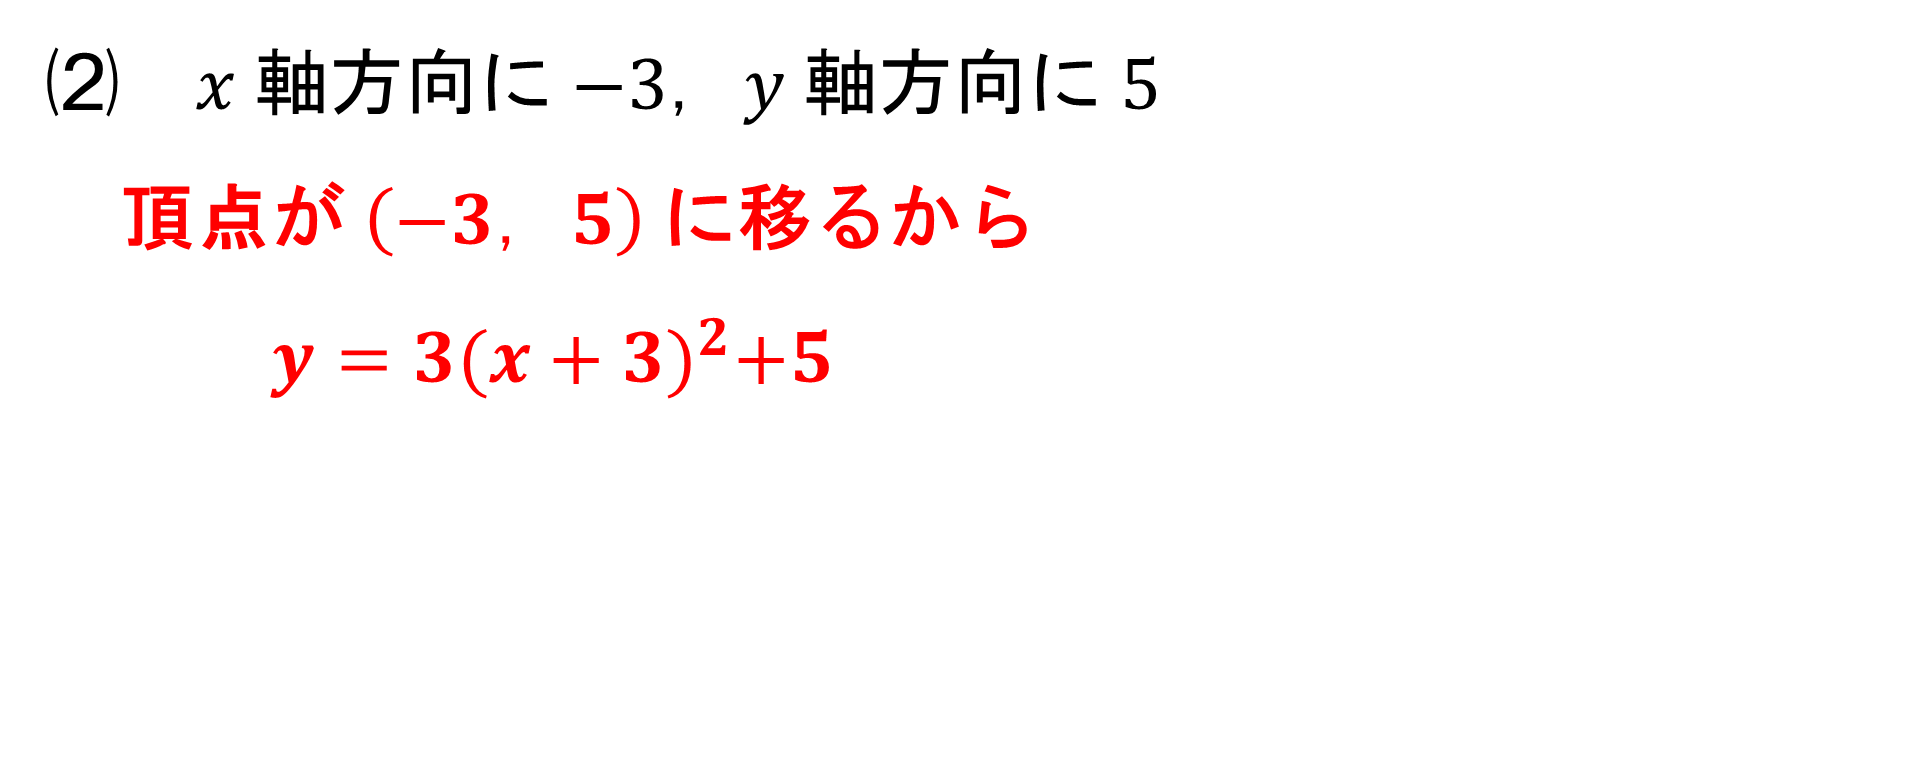 ⑵　x 軸方向に −3， y 軸方向に 5
頂点が (−3， 5) に移るから
y = 3(x + 3)²+5